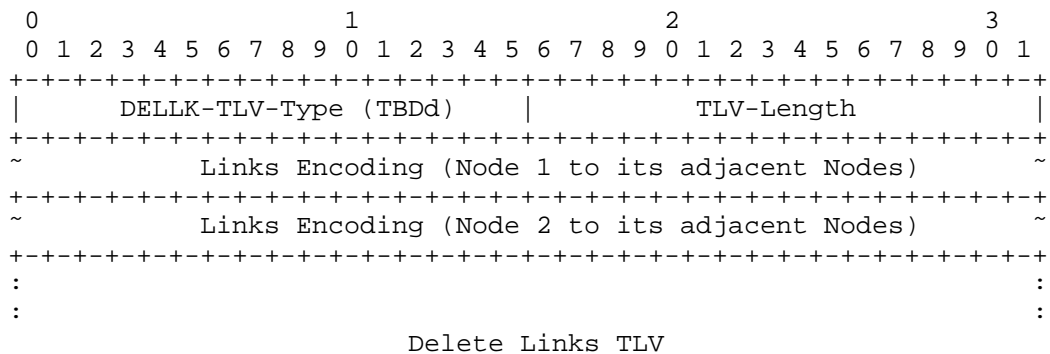 0                   1                   2                   3
 0 1 2 3 4 5 6 7 8 9 0 1 2 3 4 5 6 7 8 9 0 1 2 3 4 5 6 7 8 9 0 1
+-+-+-+-+-+-+-+-+-+-+-+-+-+-+-+-+-+-+-+-+-+-+-+-+-+-+-+-+-+-+-+-+
|      DELLK-TLV-Type (TBDd)    |          TLV-Length           |
+-+-+-+-+-+-+-+-+-+-+-+-+-+-+-+-+-+-+-+-+-+-+-+-+-+-+-+-+-+-+-+-+
~           Links Encoding (Node 1 to its adjacent Nodes)       ~
+-+-+-+-+-+-+-+-+-+-+-+-+-+-+-+-+-+-+-+-+-+-+-+-+-+-+-+-+-+-+-+-+
~           Links Encoding (Node 2 to its adjacent Nodes)       ~
+-+-+-+-+-+-+-+-+-+-+-+-+-+-+-+-+-+-+-+-+-+-+-+-+-+-+-+-+-+-+-+-+
:                                                               :
:                                                               :
                         Delete Links TLV